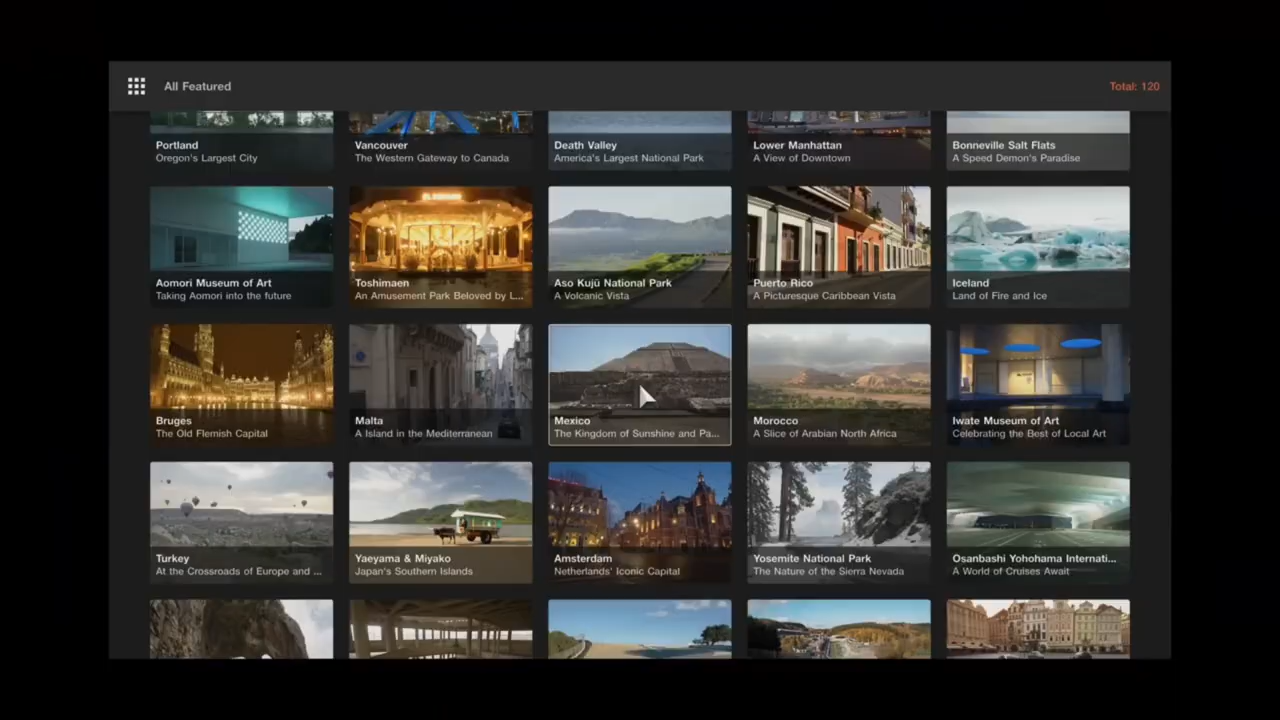 All Featured
Total: 120
Portland
Oregon's Largest City
Vancouver
The Western Gateway to Canada
Death Valley
America's Largest National Park
Lower Manhattan
A View of Downtown
Bonneville Salt Flats
A Speed Demon's Paradise
Aomori Museum of Art
Taking Aomori into the future
Toshimaen
An Amusement Park Beloved by L...
Aso Kujū National Park
A Volcanic Vista
Puerto Rico
A Picturesque Caribbean Vista
Iceland
Land of Fire and Ice
Bruges
The Old Flemish Capital
Malta
A Island in the Mediterranean
Mexico
The Kingdom of Sunshine and Pa...
Morocco
A Slice of Arabian North Africa
Iwate Museum of Art
Celebrating the Best of Local Art
Turkey
At the Crossroads of Europe and ...
Yaeyama & Miyako
Japan's Southern Islands
Amsterdam
Netherlands' Iconic Capital
Yosemite National Park
The Nature of the Sierra Nevada
Osanbashi Yohohama Internati...
A World of Cruises Await